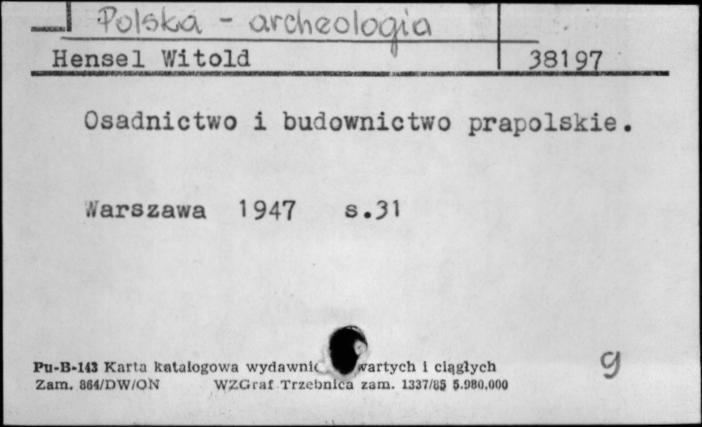 Polska - archeologia
Hensel Witold 38197
Osadnictwo i budownictwo prapolskie.
Warszawa 1947 s.31
Pu-B-143 Karta katalogowa wydawnic wartych i ciągłych
Zam. 864/DW/ON WZGraf Trzebnica zam. 1337/85 5.980.000
g